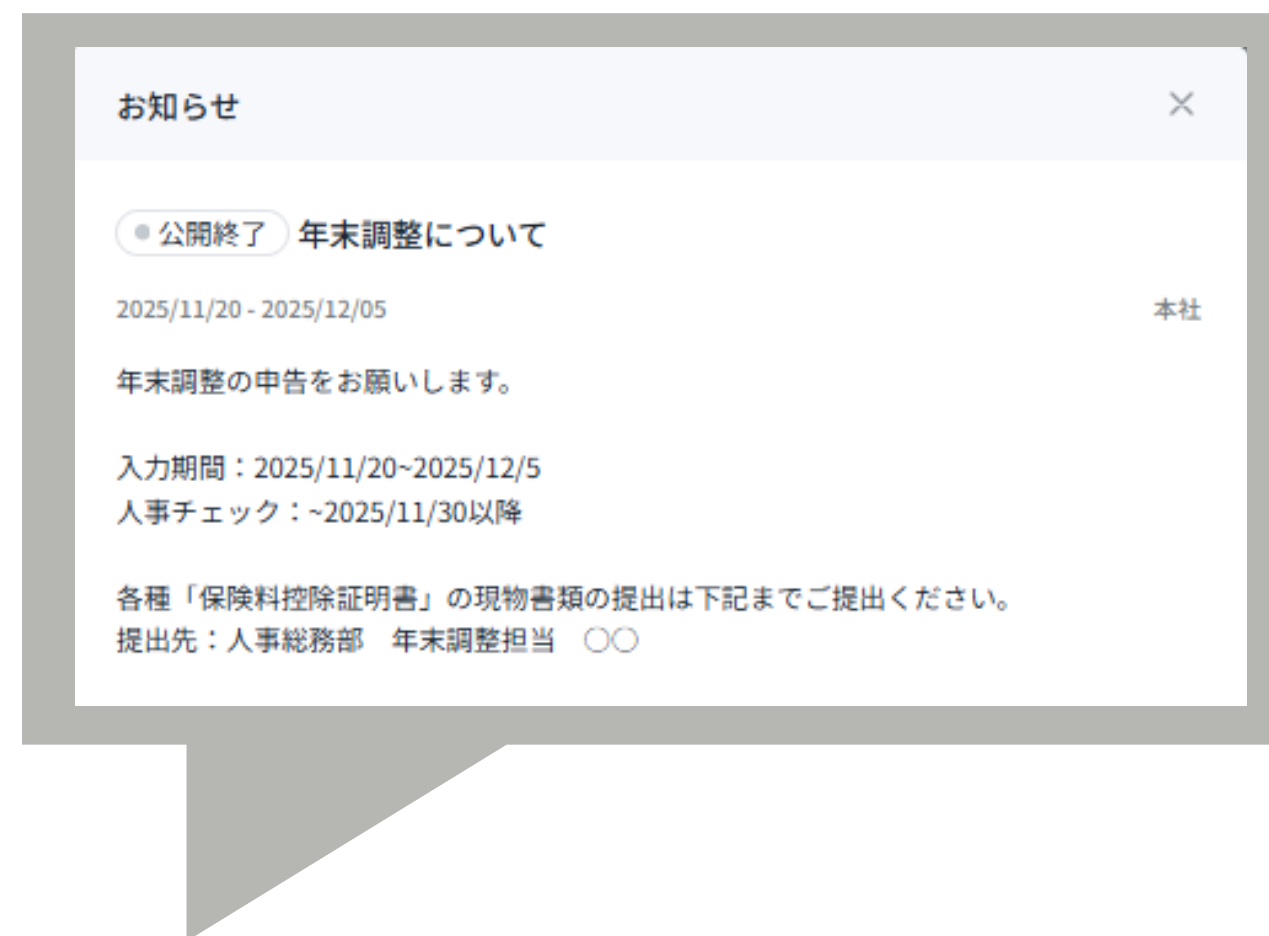 お知らせ
公開終了 年末調整について
2025/11/20 - 2025/12/05 本社
年末調整の申告をお願いします。
入力期間：2025/11/20~2025/12/5
人事チェック：~2025/11/30以降
各種「保険料控除証明書」の現物書類の提出は下記までご提出ください。
提出先：人事総務部　年末調整担当　〇〇